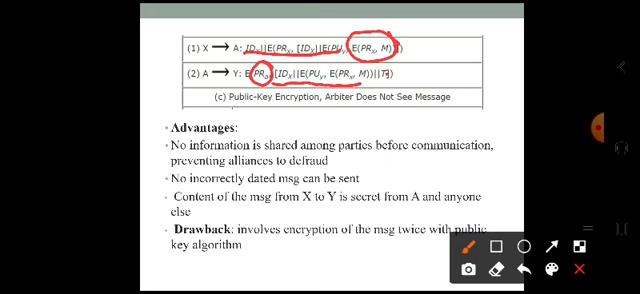 (1) X → A: IDX||E(PRX, [IDX||E(PUy, E(PRX, M))])
(2) A → Y: E(PRa, [IDX||E(PUy, E(PRX, M))||T])
(c) Public-Key Encryption, Arbiter Does Not See Message
• Advantages:
• No information is shared among parties before communication,
preventing alliances to defraud
• No incorrectly dated msg can be sent
• Content of the msg from X to Y is secret from A and anyone
else
• Drawback: involves encryption of the msg twice with public
key algorithm